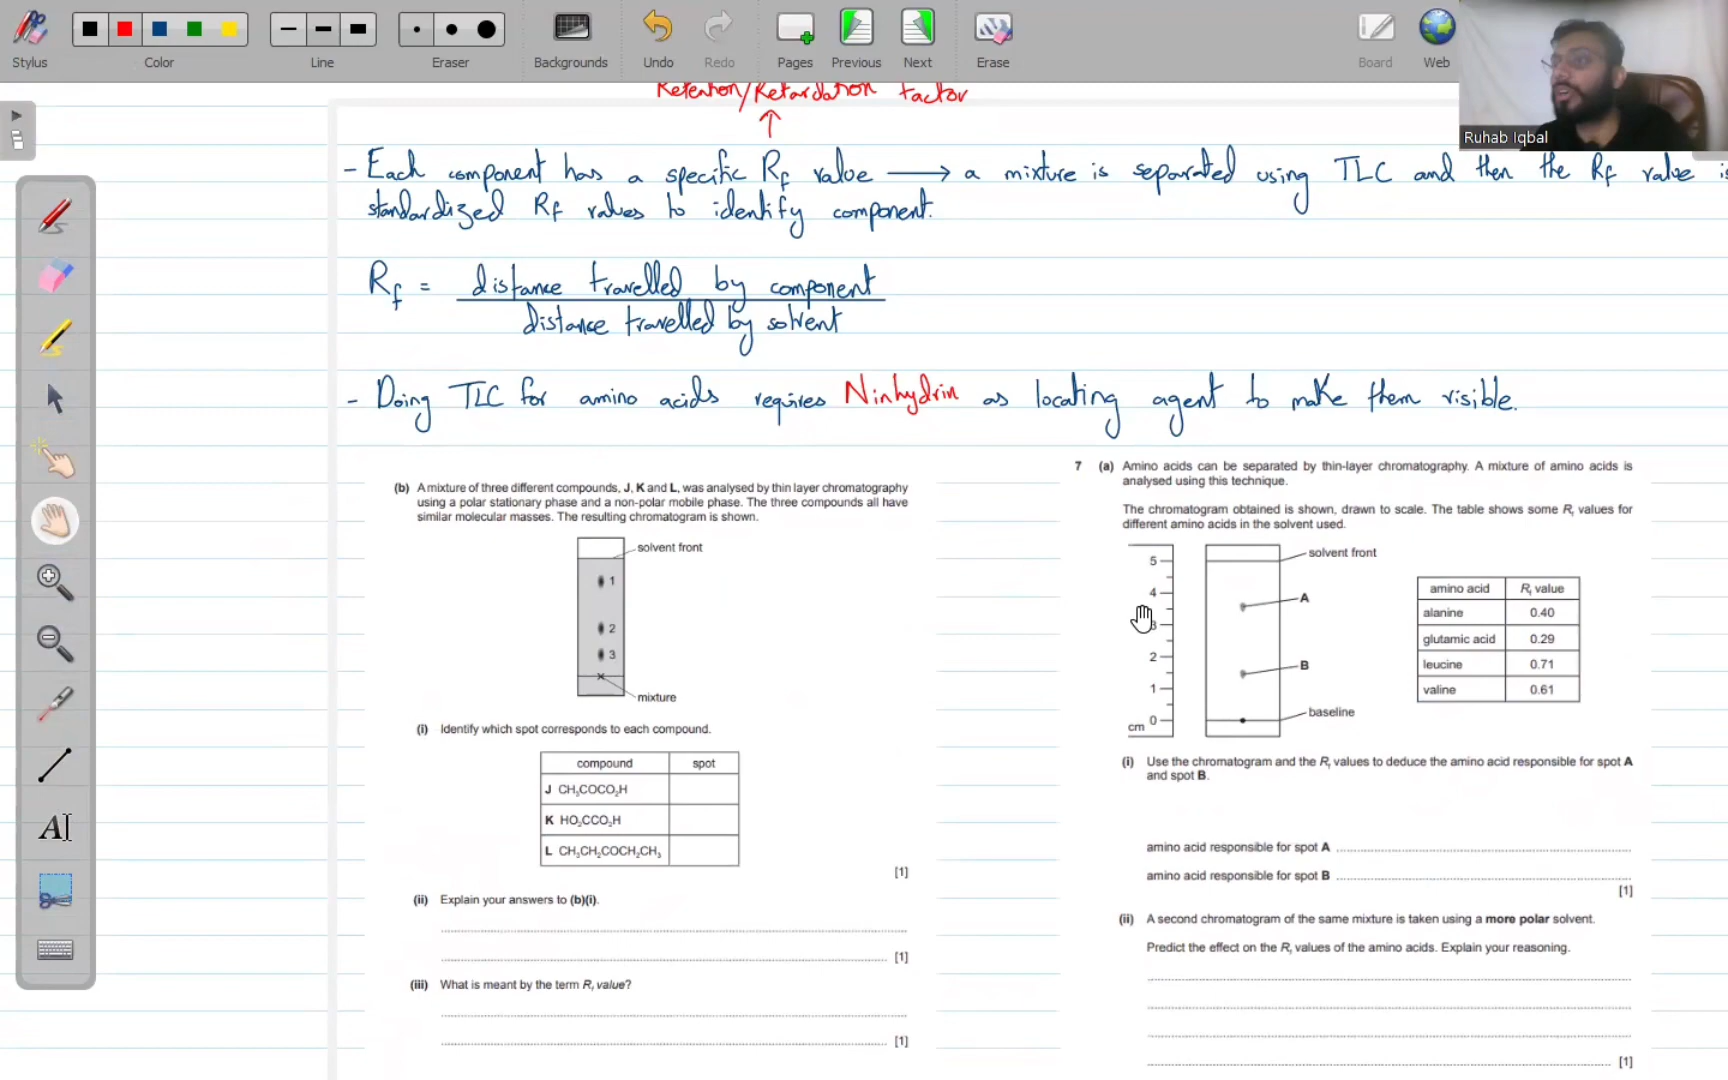 Stylus
Color
Line
Eraser
Backgrounds
Undo
Redo
Pages
Previous
Next
Erase
Board
Web
Ruhab Iqbal
Retention/Retardation factor
- Each component has a specific Rf value → a mixture is separated using TLC and then the Rf value is
standardized Rf values to identify component.
Rf = distance travelled by component
distance travelled by solvent
- Doing TLC for amino acids requires Ninhydrin as locating agent to make them visible.
(b) A mixture of three different compounds, J, K and L, was analysed by thin layer chromatography
using a polar stationary phase and a non-polar mobile phase. The three compounds all have
similar molecular masses. The resulting chromatogram is shown.
solvent front
1
2
3
mixture
(i) Identify which spot corresponds to each compound.
compound spot
J CH₃COCO₂H
K HO₂CCO₂H
L CH₃CH₂COCH₂CH₃
[1]
(ii) Explain your answers to (b)(i).
[1]
(iii) What is meant by the term Rf value?
[1]
7 (a) Amino acids can be separated by thin-layer chromatography. A mixture of amino acids is
analysed using this technique.
The chromatogram obtained is shown, drawn to scale. The table shows some Rf values for
different amino acids in the solvent used.
5
4
3
2
1
0
cm
solvent front
A
B
baseline
amino acid Rf value
alanine 0.40
glutamic acid 0.29
leucine 0.71
valine 0.61
(i) Use the chromatogram and the Rf values to deduce the amino acid responsible for spot A
and spot B.
amino acid responsible for spot A
amino acid responsible for spot B
[1]
(ii) A second chromatogram of the same mixture is taken using a more polar solvent.
Predict the effect on the Rf values of the amino acids. Explain your reasoning.
[1]